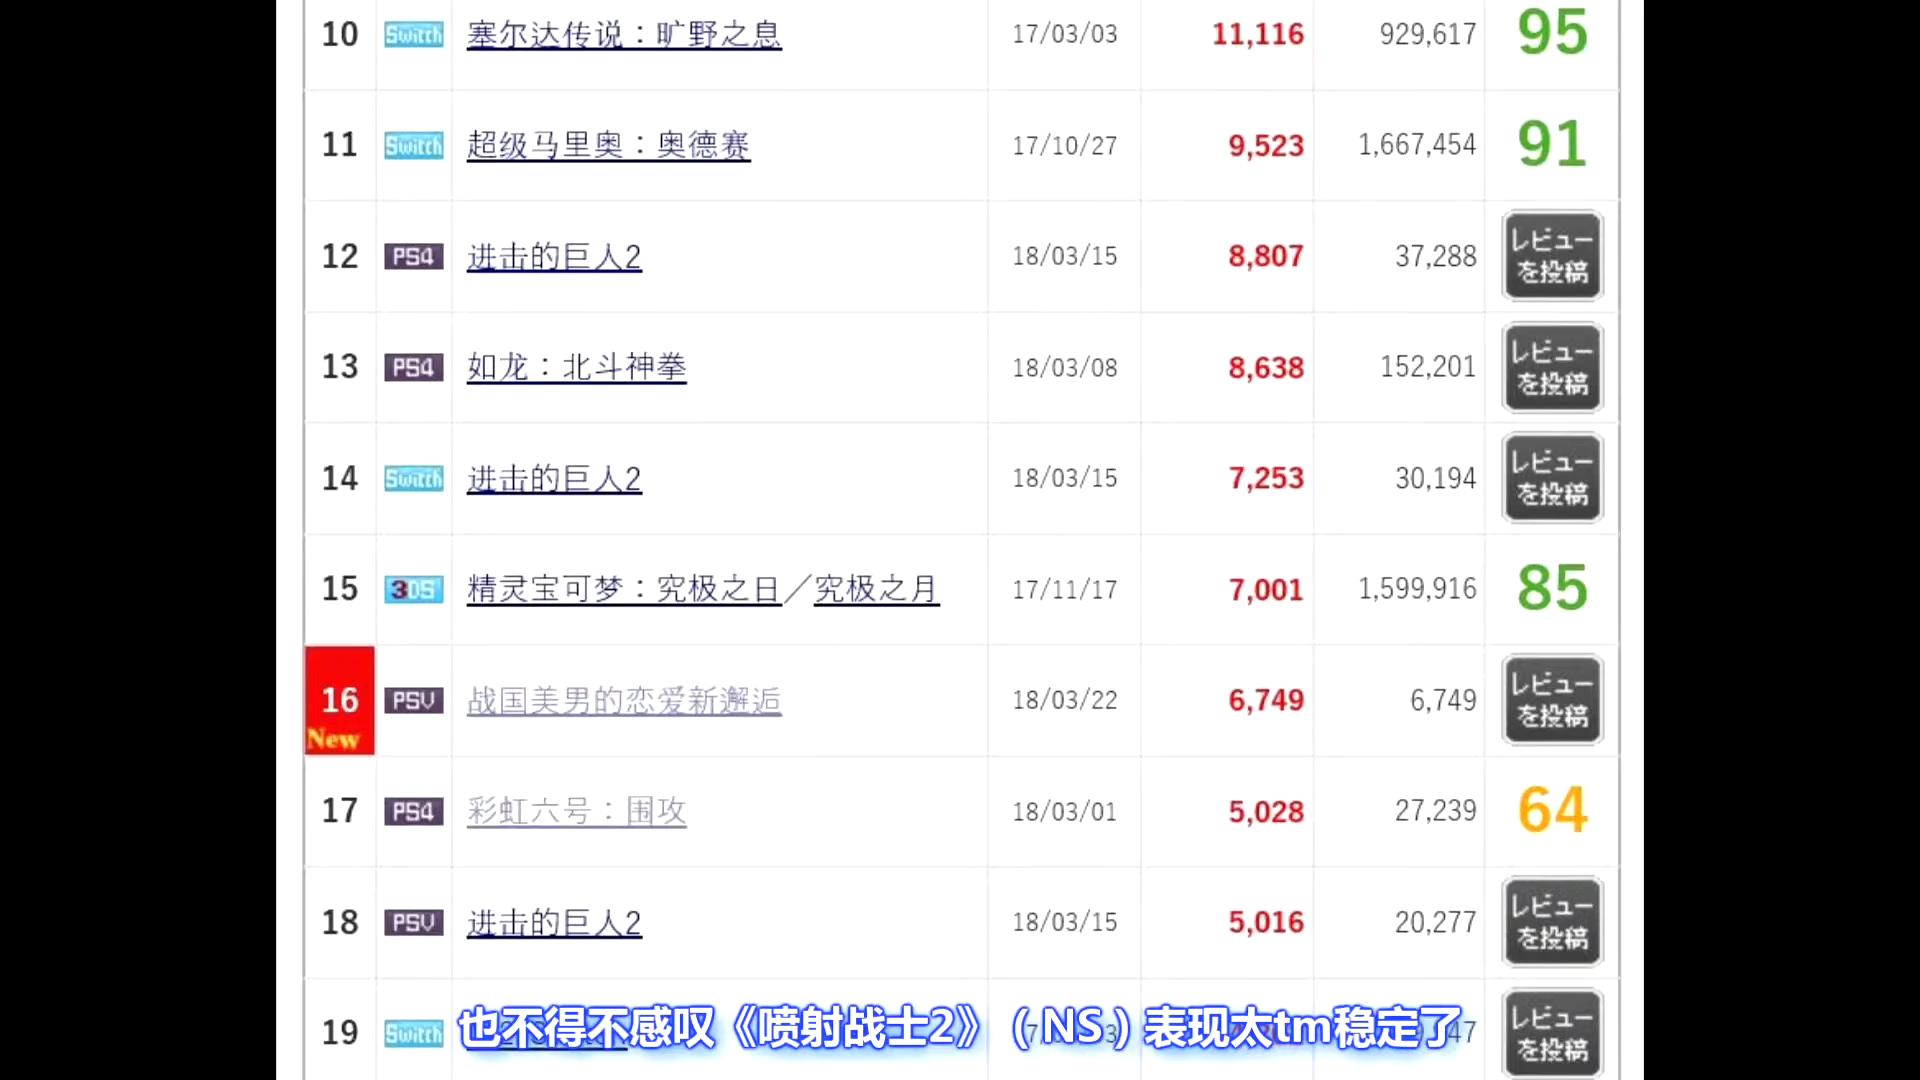 10 Switch 塞尔达传说：旷野之息 17/03/03 11,116 929,617 95
11 Switch 超级马里奥：奥德赛 17/10/27 9,523 1,667,454 91
12 PS4 进击的巨人2 18/03/15 8,807 37,288 レビューを投稿
13 PS4 如龙：北斗神拳 18/03/08 8,638 152,201 レビューを投稿
14 Switch 进击的巨人2 18/03/15 7,253 30,194 レビューを投稿
15 3DS 精灵宝可梦：究极之日／究极之月 17/11/17 7,001 1,599,916 85
16 New PSV 战国美男的恋爱新邂逅 18/03/22 6,749 6,749 レビューを投稿
17 PS4 彩虹六号：围攻 18/03/01 5,028 27,239 64
18 PSV 进击的巨人2 18/03/15 5,016 20,277 レビューを投稿
19 Switch レビューを投稿
也不得不感叹《喷射战士2》（NS）表现太tm稳定了